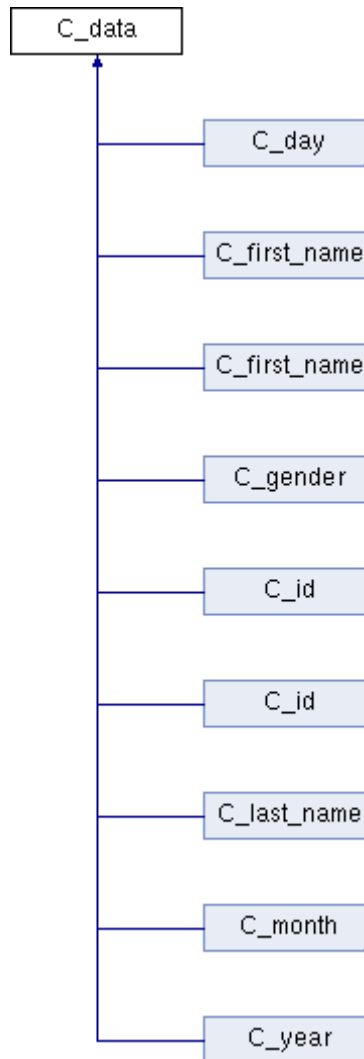 C_data
C_day
C_first_name
C_first_name
C_gender
C_id
C_id
C_last_name
C_month
C_year